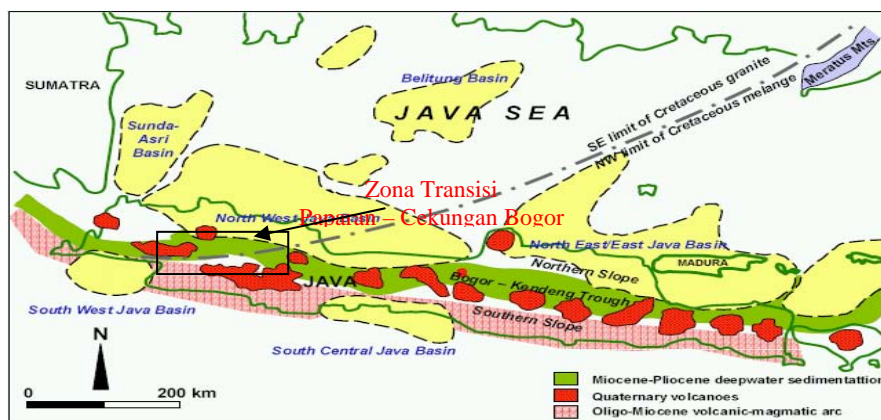 SUMATRA
Belitung Basin
Meratus Mts.
JAVA SEA
SE limit of Cretaceous granite
NW limit of Cretaceous melange
Sunda-
Asri
Basin
Zona Transisi
Paparan – Cekungan Bogor
North West Java Basin
North East/East Java Basin
Northern Slope
MADURA
JAVA
Bogor – Kendeng Trough
Southern Slope
South West Java Basin
South Central Java Basin
N
0 200 km
Miocene-Pliocene deepwater sedimentattion
Quaternary volcanoes
Oligo-Miocene volcanic-magmatic arc